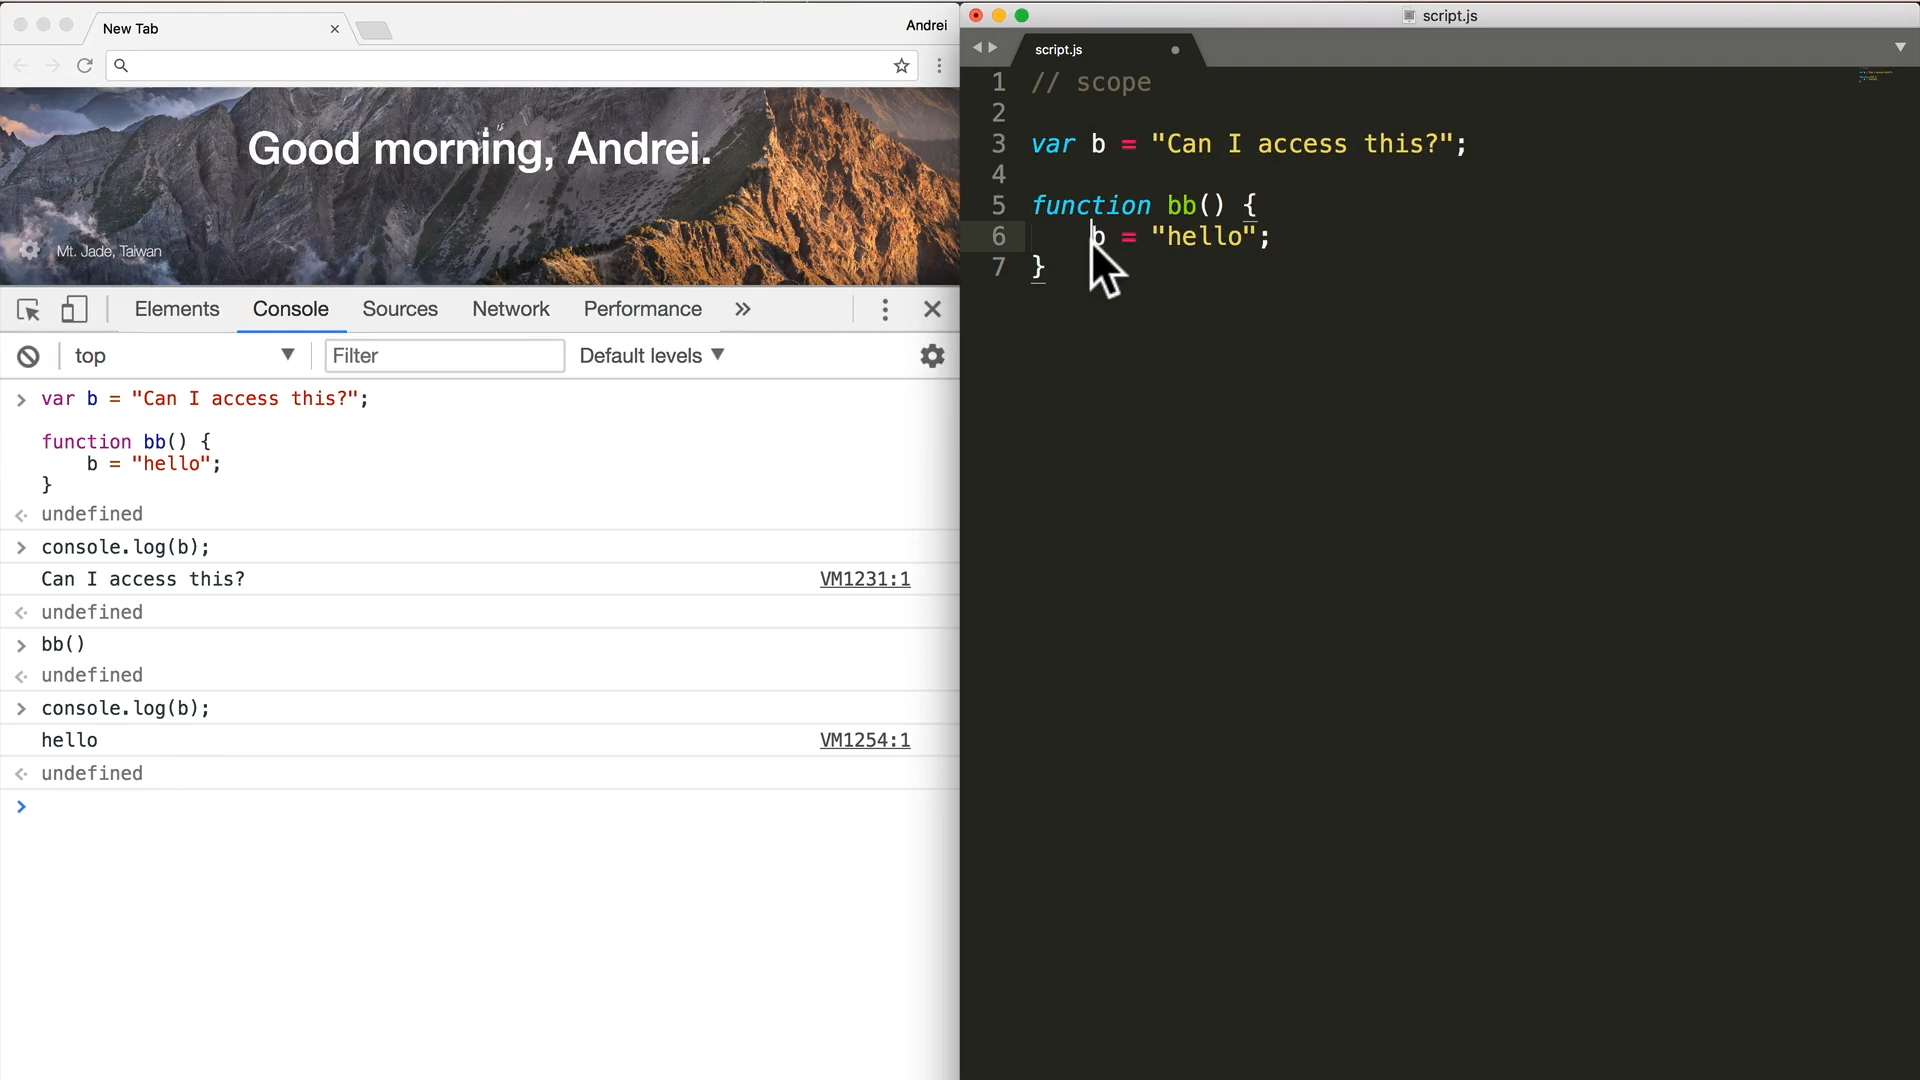 New Tab
Andrei
Good morning, Andrei.
Mt. Jade, Taiwan
Elements Console Sources Network Performance »
top ▼ Filter Default levels ▼
> var b = "Can I access this?";
function bb() {
b = "hello";
}
undefined
> console.log(b);
Can I access this? VM1231:1
undefined
> bb()
undefined
> console.log(b);
hello VM1254:1
undefined
>
script.js
script.js
1 // scope
2
3 var b = "Can I access this?";
4
5 function bb() {
6 b = "hello";
7 }